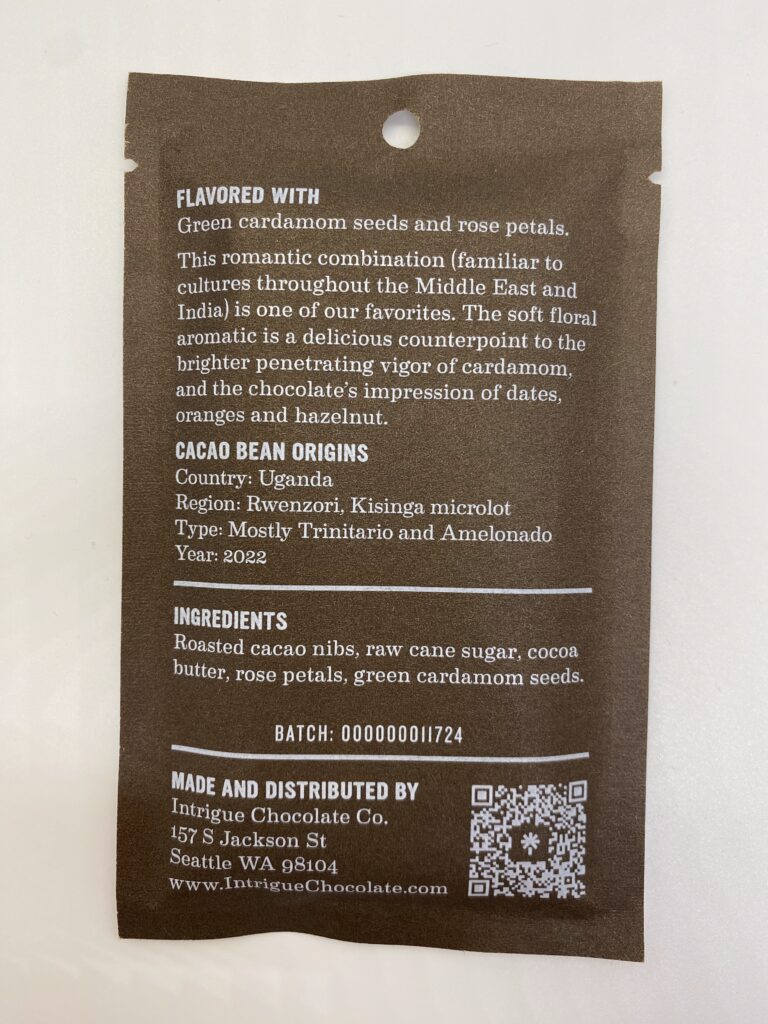 FLAVORED WITH
Green cardamom seeds and rose petals.
This romantic combination (familiar to
cultures throughout the Middle East and
India) is one of our favorites. The soft floral
aromatic is a delicious counterpoint to the
brighter penetrating vigor of cardamom,
and the chocolate's impression of dates,
oranges and hazelnut.
CACAO BEAN ORIGINS
Country: Uganda
Region: Rwenzori, Kisinga microlot
Type: Mostly Trinitario and Amelonado
Year: 2022
INGREDIENTS
Roasted cacao nibs, raw cane sugar, cocoa
butter, rose petals, green cardamom seeds.
BATCH: 000000011724
MADE AND DISTRIBUTED BY
Intrigue Chocolate Co.
157 S Jackson St
Seattle WA 98104
www.IntrigueChocolate.com